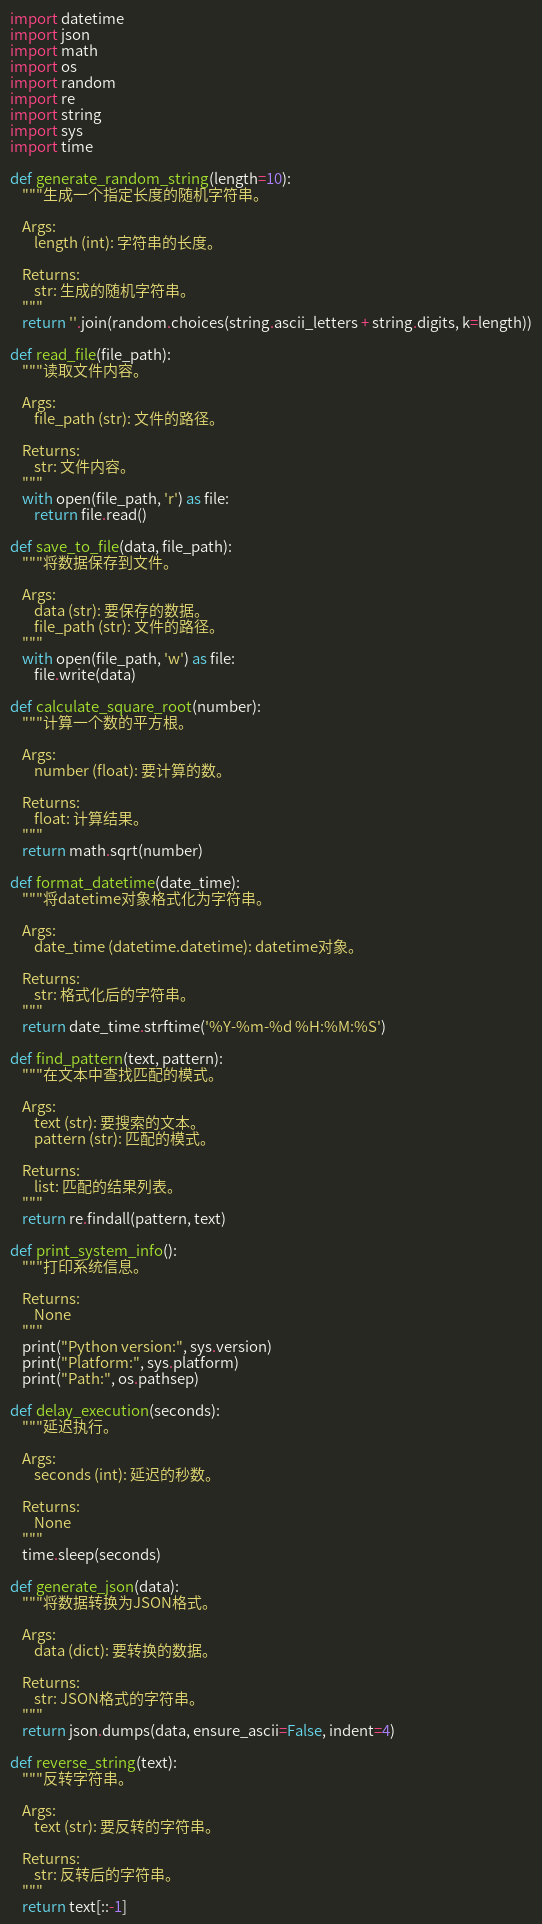 import datetime
import json
import math
import os
import random
import re
import string
import sys
import time

def generate_random_string(length=10):
    """生成一个指定长度的随机字符串。

    Args:
        length (int): 字符串的长度。

    Returns:
        str: 生成的随机字符串。
    """
    return ''.join(random.choices(string.ascii_letters + string.digits, k=length))

def read_file(file_path):
    """读取文件内容。

    Args:
        file_path (str): 文件的路径。

    Returns:
        str: 文件内容。
    """
    with open(file_path, 'r') as file:
        return file.read()

def save_to_file(data, file_path):
    """将数据保存到文件。

    Args:
        data (str): 要保存的数据。
        file_path (str): 文件的路径。
    """
    with open(file_path, 'w') as file:
        file.write(data)

def calculate_square_root(number):
    """计算一个数的平方根。

    Args:
        number (float): 要计算的数。

    Returns:
        float: 计算结果。
    """
    return math.sqrt(number)

def format_datetime(date_time):
    """将datetime对象格式化为字符串。

    Args:
        date_time (datetime.datetime): datetime对象。

    Returns:
        str: 格式化后的字符串。
    """
    return date_time.strftime('%Y-%m-%d %H:%M:%S')

def find_pattern(text, pattern):
    """在文本中查找匹配的模式。

    Args:
        text (str): 要搜索的文本。
        pattern (str): 匹配的模式。

    Returns:
        list: 匹配的结果列表。
    """
    return re.findall(pattern, text)

def print_system_info():
    """打印系统信息。

    Returns:
        None
    """
    print("Python version:", sys.version)
    print("Platform:", sys.platform)
    print("Path:", os.pathsep)

def delay_execution(seconds):
    """延迟执行。

    Args:
        seconds (int): 延迟的秒数。

    Returns:
        None
    """
    time.sleep(seconds)

def generate_json(data):
    """将数据转换为JSON格式。

    Args:
        data (dict): 要转换的数据。

    Returns:
        str: JSON格式的字符串。
    """
    return json.dumps(data, ensure_ascii=False, indent=4)

def reverse_string(text):
    """反转字符串。

    Args:
        text (str): 要反转的字符串。

    Returns:
        str: 反转后的字符串。
    """
    return text[::-1]